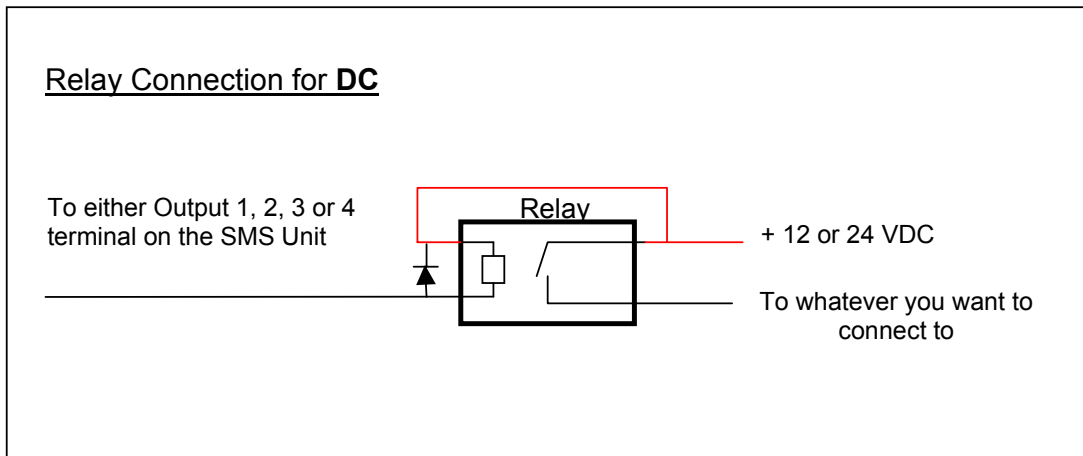 Relay Connection for DC
To either Output 1, 2, 3 or 4
terminal on the SMS Unit
Relay
+ 12 or 24 VDC
To whatever you want to
connect to